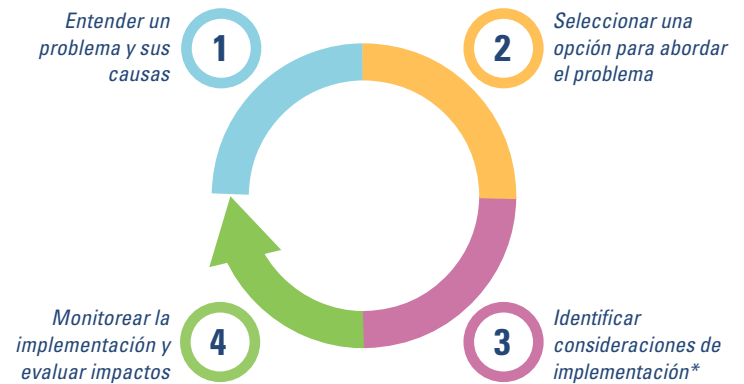 Entender un
problema y sus
causas
1
2
Seleccionar una
opción para abordar
el problema
3
Identificar
consideraciones de
implementación*
4
Monitorear la
implementación y
evaluar impactos